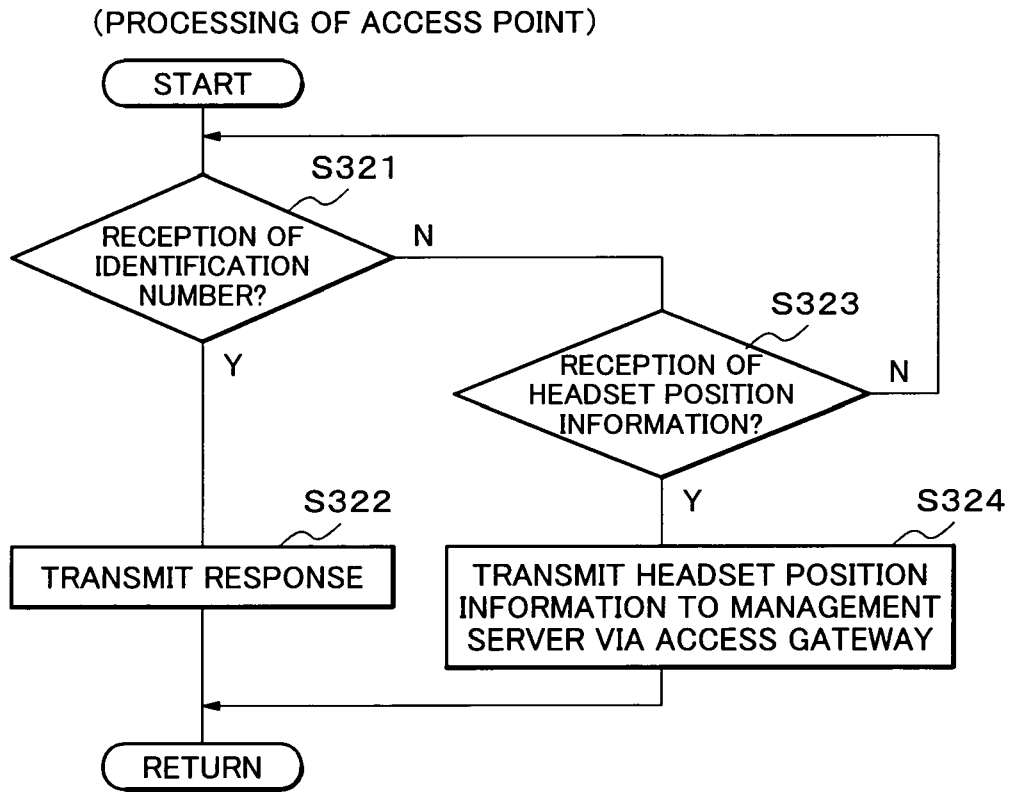 (PROCESSING OF ACCESS POINT)
START
S321
RECEPTION OF
IDENTIFICATION
NUMBER?
N
Y
S323
RECEPTION OF
HEADSET POSITION
INFORMATION?
N
Y
S322
TRANSMIT RESPONSE
S324
TRANSMIT HEADSET POSITION
INFORMATION TO MANAGEMENT
SERVER VIA ACCESS GATEWAY
RETURN